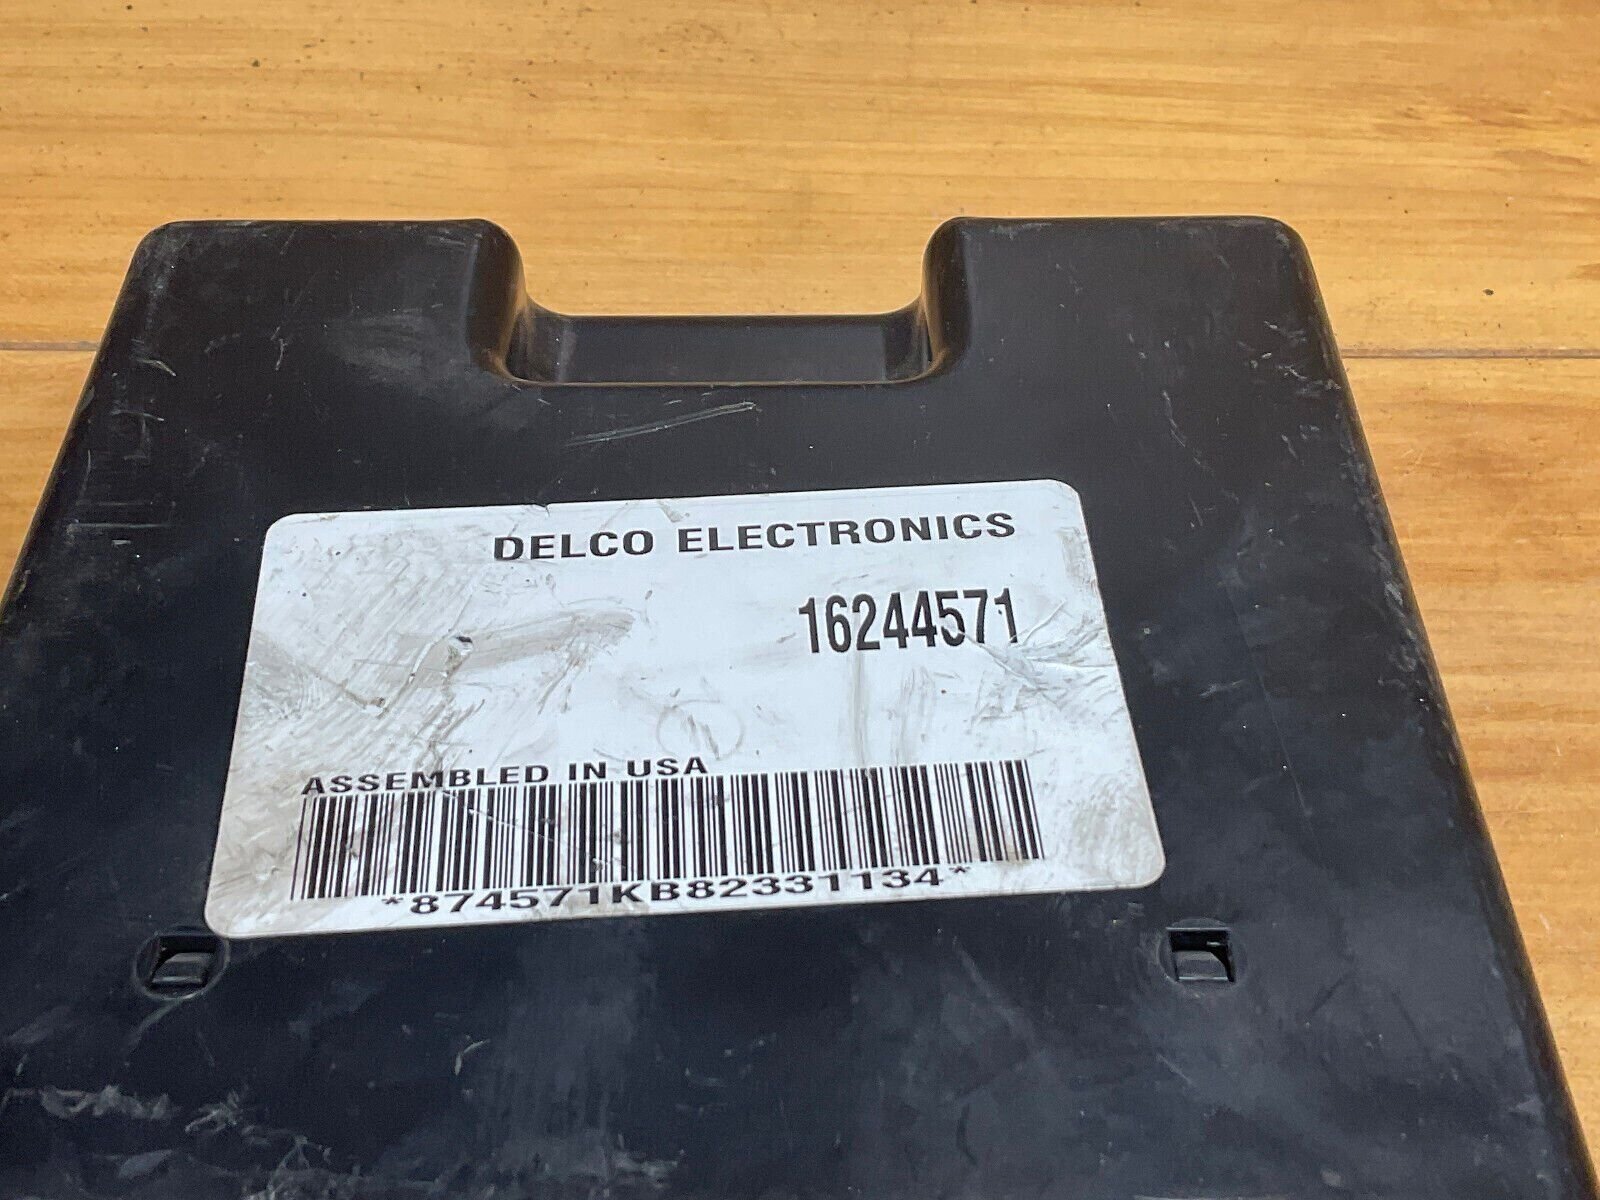 DELCO ELECTRONICS
16244571
ASSEMBLED IN USA
*874571KB82331134*